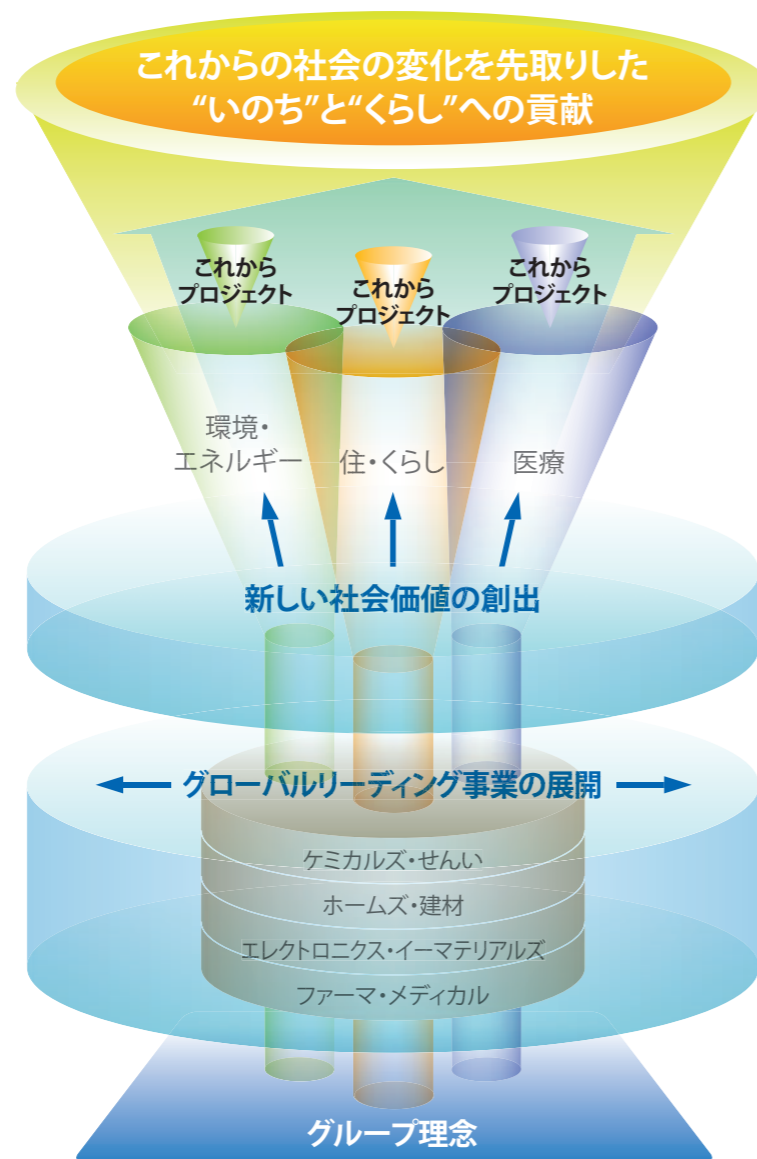 これからの社会の変化を先取りした
“いのち”と“くらし”への貢献
これから
プロジェクト
これから
プロジェクト
これから
プロジェクト
環境・
エネルギー
住・くらし
医療
新しい社会価値の創出
グローバルリーディング事業の展開
ケミカルズ・せんい
ホームズ・建材
エレクトロニクス・イーマテリアルズ
ファーマ・メディカル
グループ理念